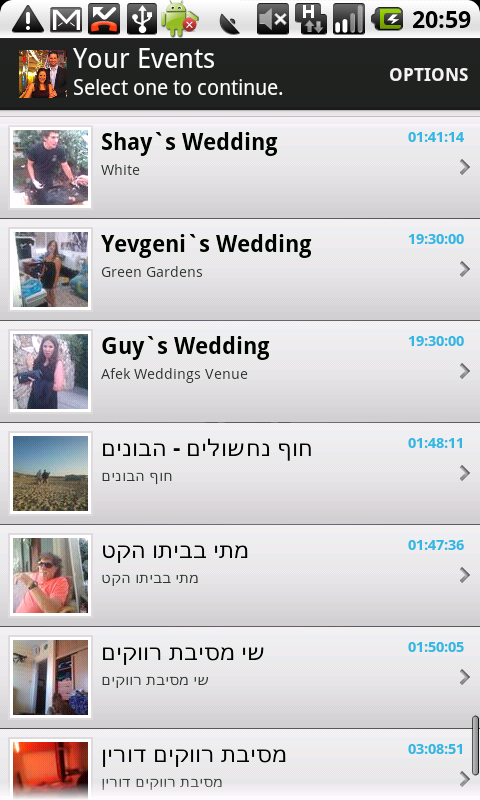 20:59
Your Events
Select one to continue.
OPTIONS
Shay`s Wedding
01:41:14
White
Yevgeni`s Wedding
19:30:00
Green Gardens
Guy`s Wedding
19:30:00
Afek Weddings Venue
חוף נחשולים - הבונים
01:48:11
חוף הבונים
מתי בביתו הקט
01:47:36
מתי בביתו הקט
שי מסיבת רווקים
01:50:05
שי מסיבת רווקים
מסיבת רווקים דורין
03:08:51
מסיבת רווקים דורין